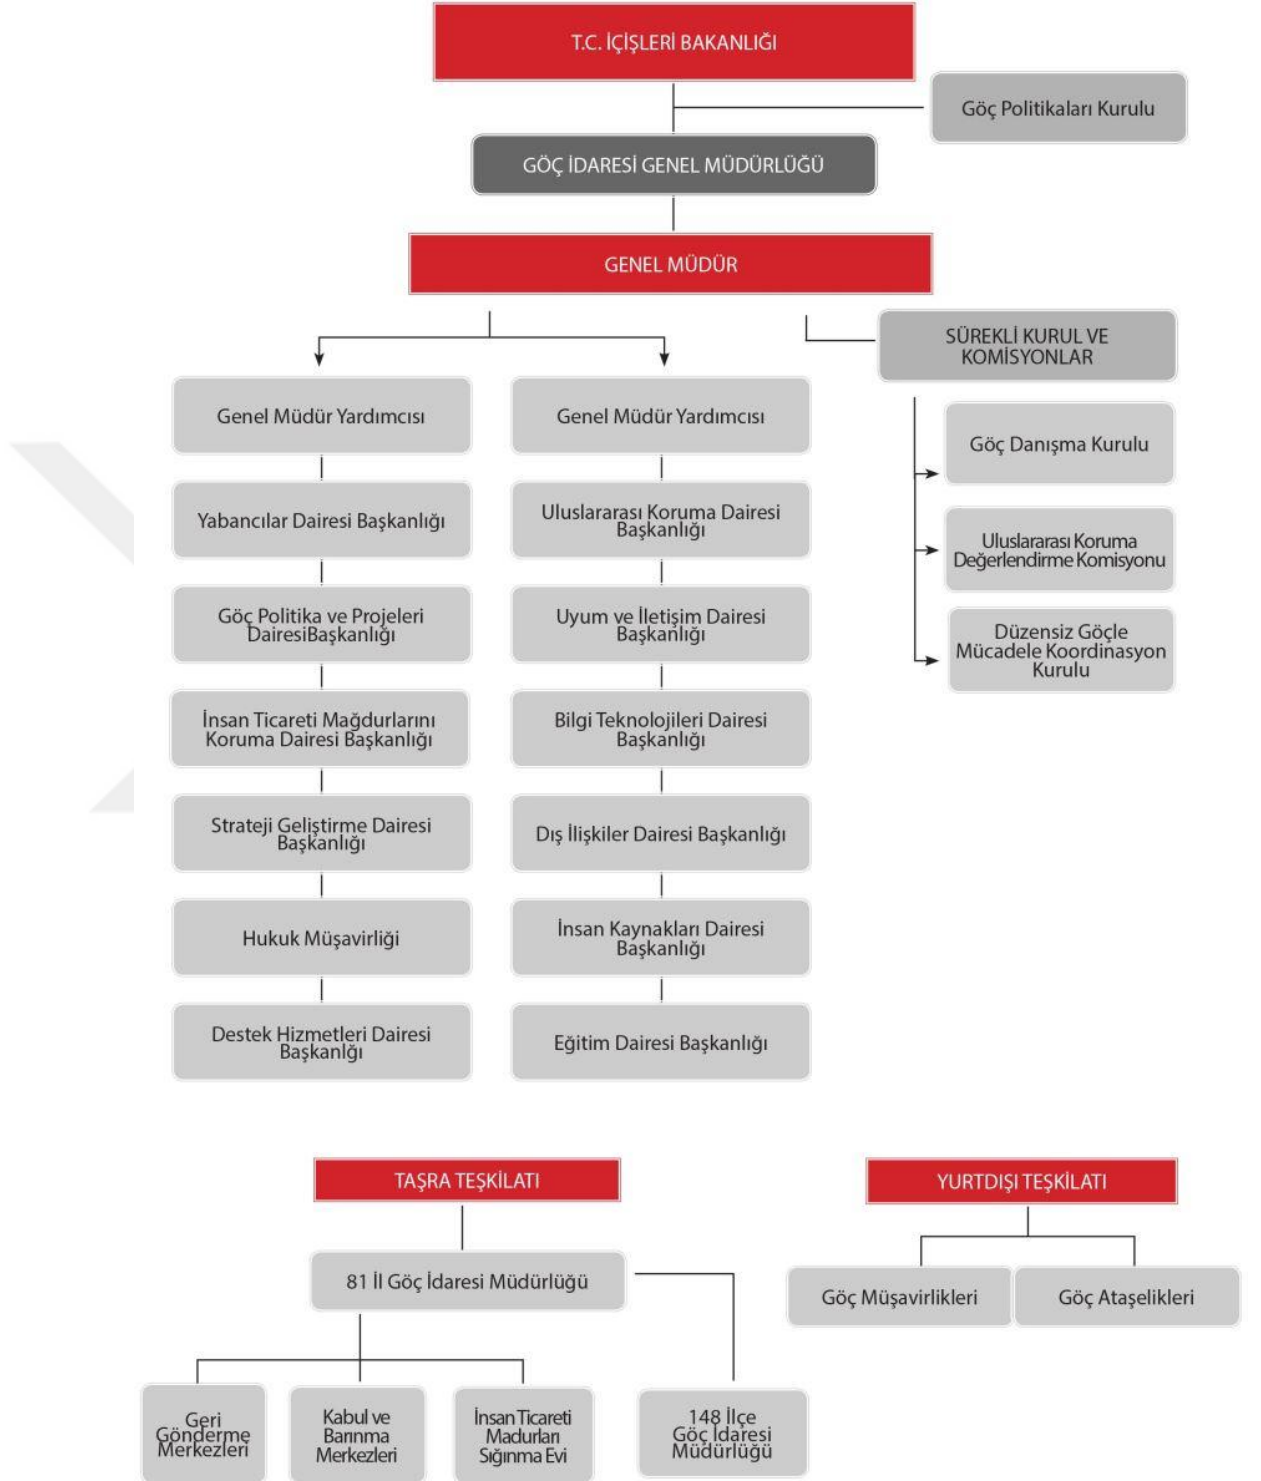 T.C. İÇİŞLERİ BAKANLIĞI
Göç Politikaları Kurulu
GÖÇ İDARESİ GENEL MÜDÜRLÜĞÜ
GENEL MÜDÜR
SÜREKLİ KURUL VE
KOMİSYONLAR
Göç Danışma Kurulu
Uluslararası Koruma
Değerlendirme Komisyonu
Düzensiz Göçle
Mücadele Koordinasyon
Kurulu
Genel Müdür Yardımcısı
Yabancılar Dairesi Başkanlığı
Göç Politika ve Projeleri
DairesiBaşkanlığı
İnsan Ticareti Mağdurlarını
Koruma Dairesi Başkanlığı
Strateji Geliştirme Dairesi
Başkanlığı
Hukuk Müşavirliği
Destek Hizmetleri Dairesi
Başkanlğı
Genel Müdür Yardımcısı
Uluslararası Koruma Dairesi
Başkanlığı
Uyum ve İletişim Dairesi
Başkanlığı
Bilgi Teknolojileri Dairesi
Başkanlığı
Dış İlişkiler Dairesi Başkanlığı
İnsan Kaynakları Dairesi
Başkanlığı
Eğitim Dairesi Başkanlığı
TAŞRA TEŞKİLATI
81 İl Göç İdaresi Müdürlüğü
Geri
Gönderme
Merkezleri
Kabul ve
Barınma
Merkezleri
İnsan Ticareti
Madurları
Sığınma Evi
148 İlçe
Göç İdaresi
Müdürlüğü
YURTDIŞI TEŞKİLATI
Göç Müşavirlikleri
Göç Ataşelikleri